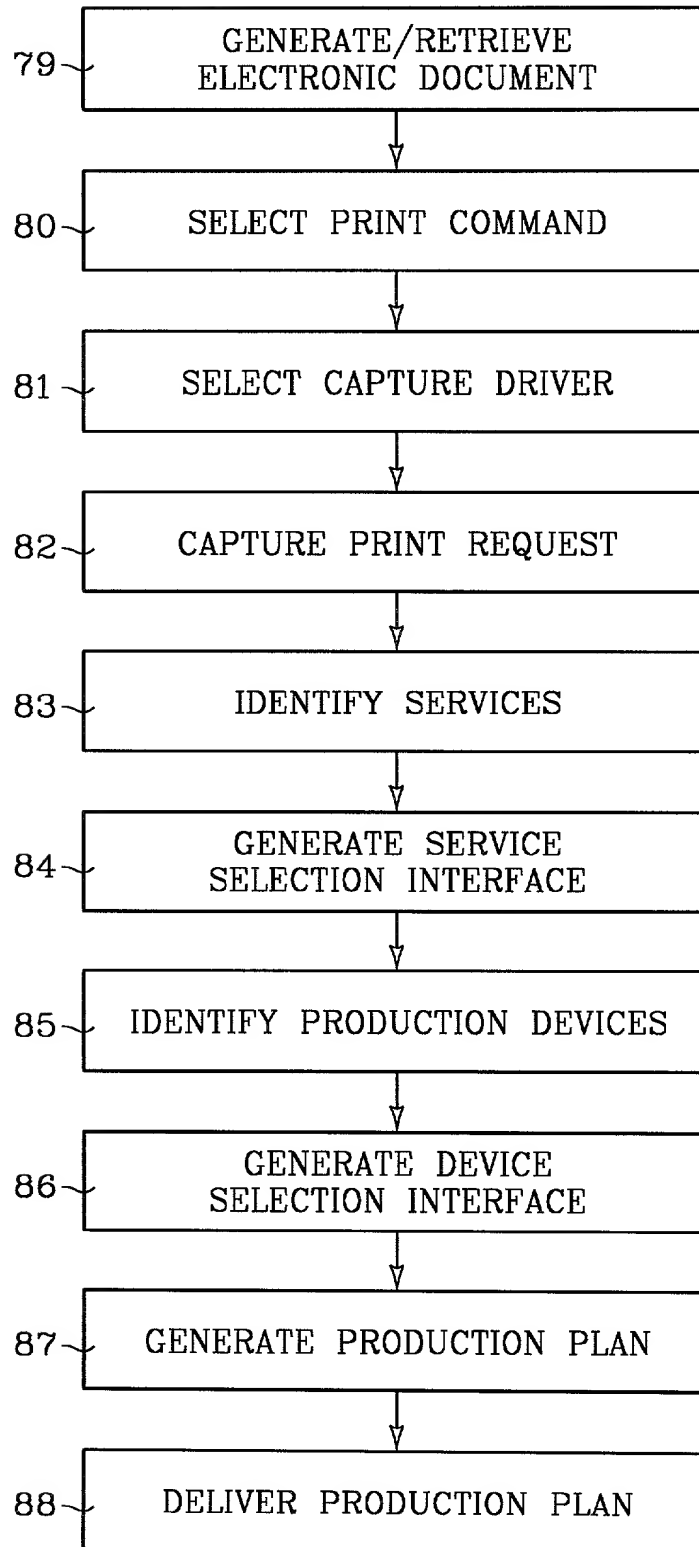 79
GENERATE/RETRIEVE
ELECTRONIC DOCUMENT
80
SELECT PRINT COMMAND
81
SELECT CAPTURE DRIVER
82
CAPTURE PRINT REQUEST
83
IDENTIFY SERVICES
84
GENERATE SERVICE
SELECTION INTERFACE
85
IDENTIFY PRODUCTION DEVICES
86
GENERATE DEVICE
SELECTION INTERFACE
87
GENERATE PRODUCTION PLAN
88
DELIVER PRODUCTION PLAN